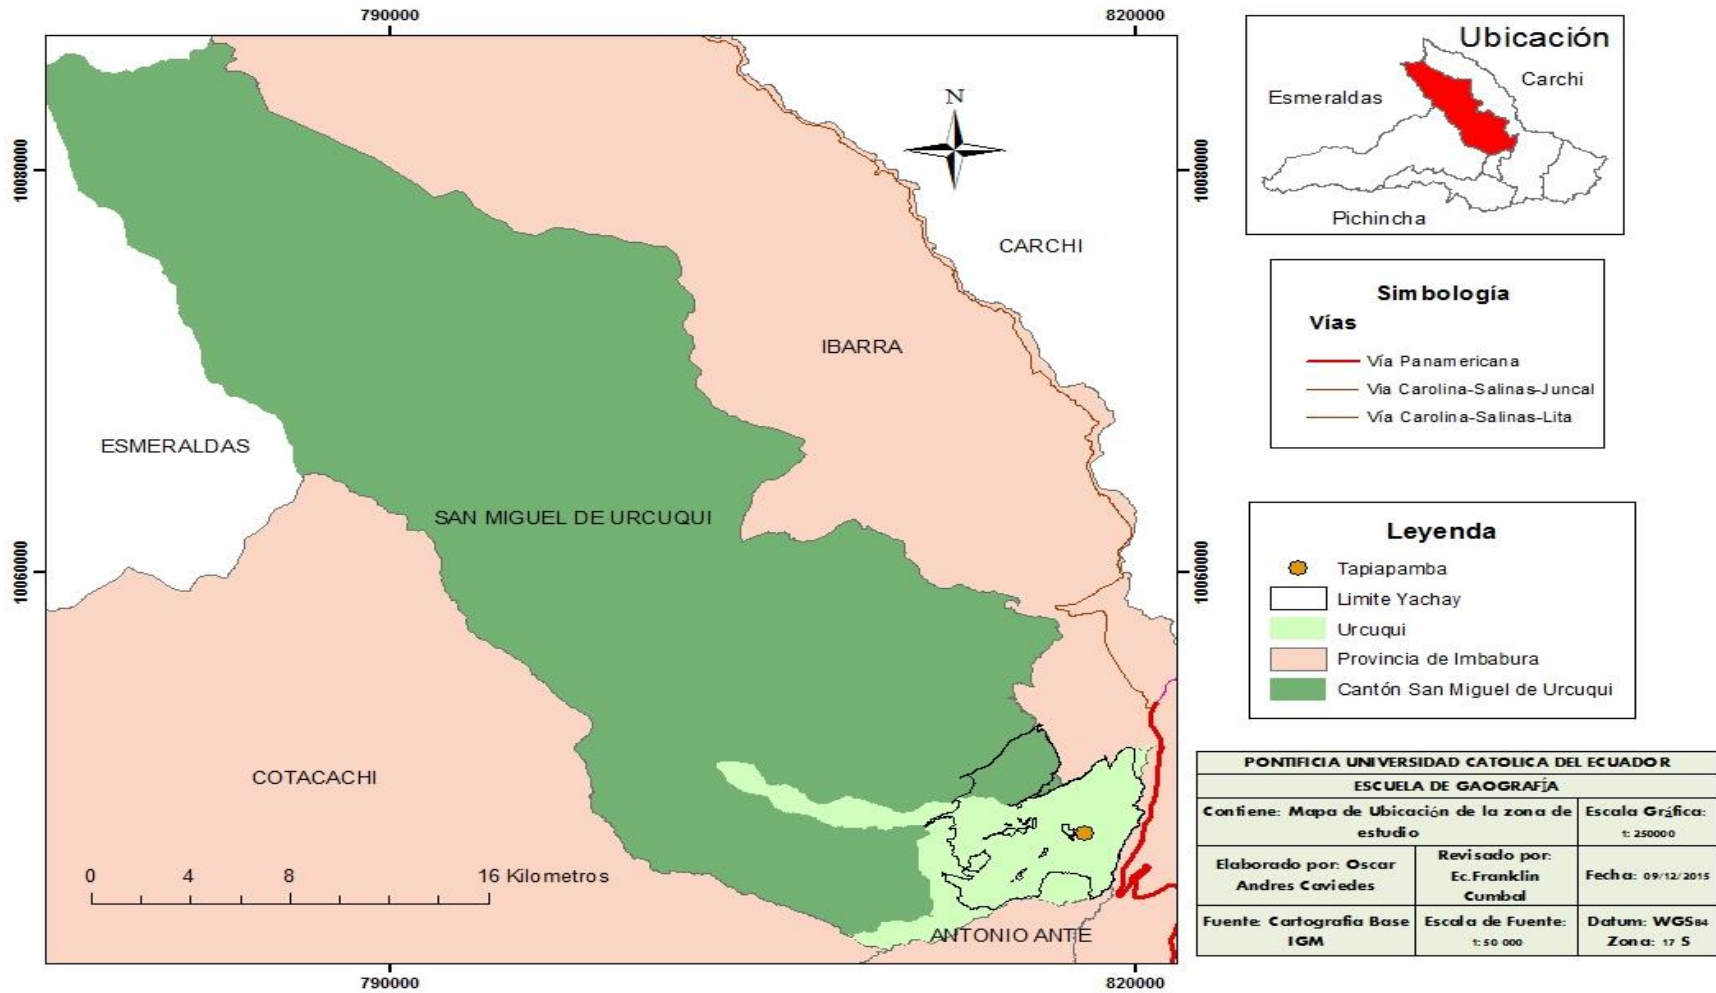 790000
820000
10080000
10080000
10060000
10060000
N
CARCHI
IBARRA
ESMERALDAS
SAN MIGUEL DE URCUQUI
COTACACHI
ANTONIO ANTE
0 4 8 16 Kilometros
790000
820000
Ubicación
Carchi
Esmeraldas
Pichincha
Simbología
Vías
Vía Panamericana
Vía Carolina-Salinas-Juncal
Vía Carolina-Salinas-Lita
Leyenda
Tapiapamba
Limite Yachay
Urcuqui
Provincia de Imbabura
Cantón San Miguel de Urcuqui
PONTIFICIA UNIVERSIDAD CATOLICA DEL ECUADOR
ESCUELA DE GAOGRAFÍA
Contiene: Mapa de Ubicación de la zona de
estudio
Escala Gráfica:
1: 250000
Elaborado por: Oscar
Andres Caviedes
Revisado por:
Ec.Franklin
Cumbal
Fecha: 09/12/2015
Fuente: Cartografia Base
IGM
Escala de Fuente:
1: 50 000
Datum: WGS84
Zona: 17 S